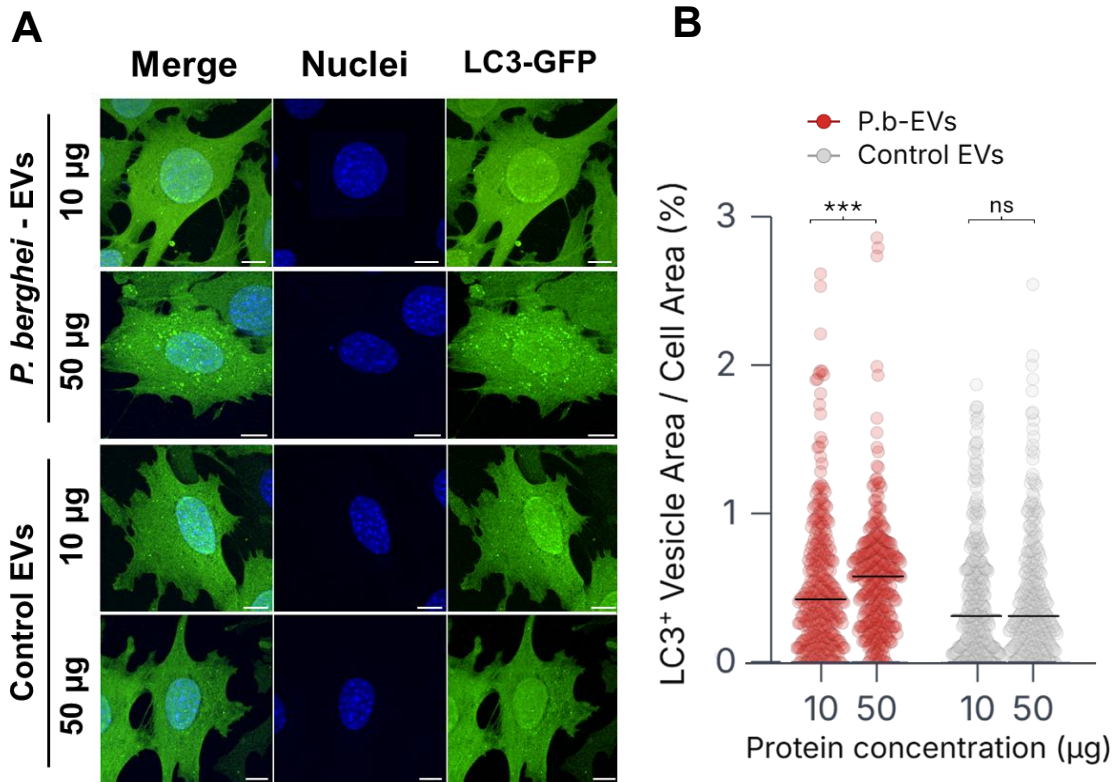 A
Merge Nuclei LC3-GFP
P. berghei - EVs
10 µg
50 µg
Control EVs
10 µg
50 µg
B
P.b-EVs
Control EVs
LC3⁺ Vesicle Area / Cell Area (%)
3
2
1
0
***
ns
10 50 10 50
Protein concentration (µg)